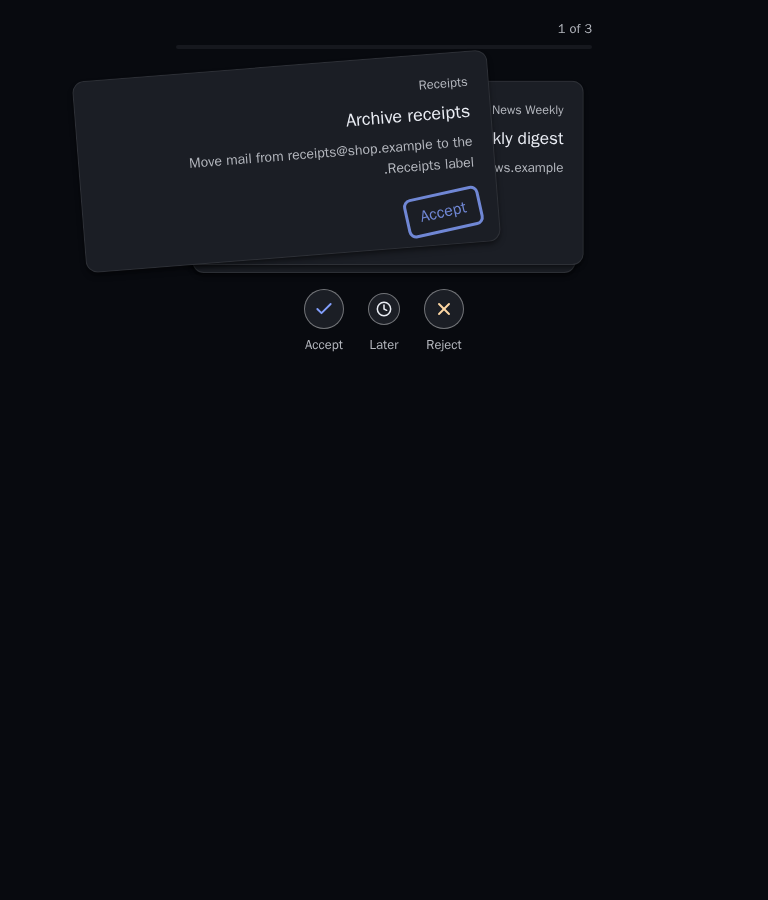 1 of 3
Receipts
Archive receipts
Move mail from receipts@shop.example to the
.Receipts label
Accept
News Weekly
kly digest
ws.example
Accept
Later
Reject